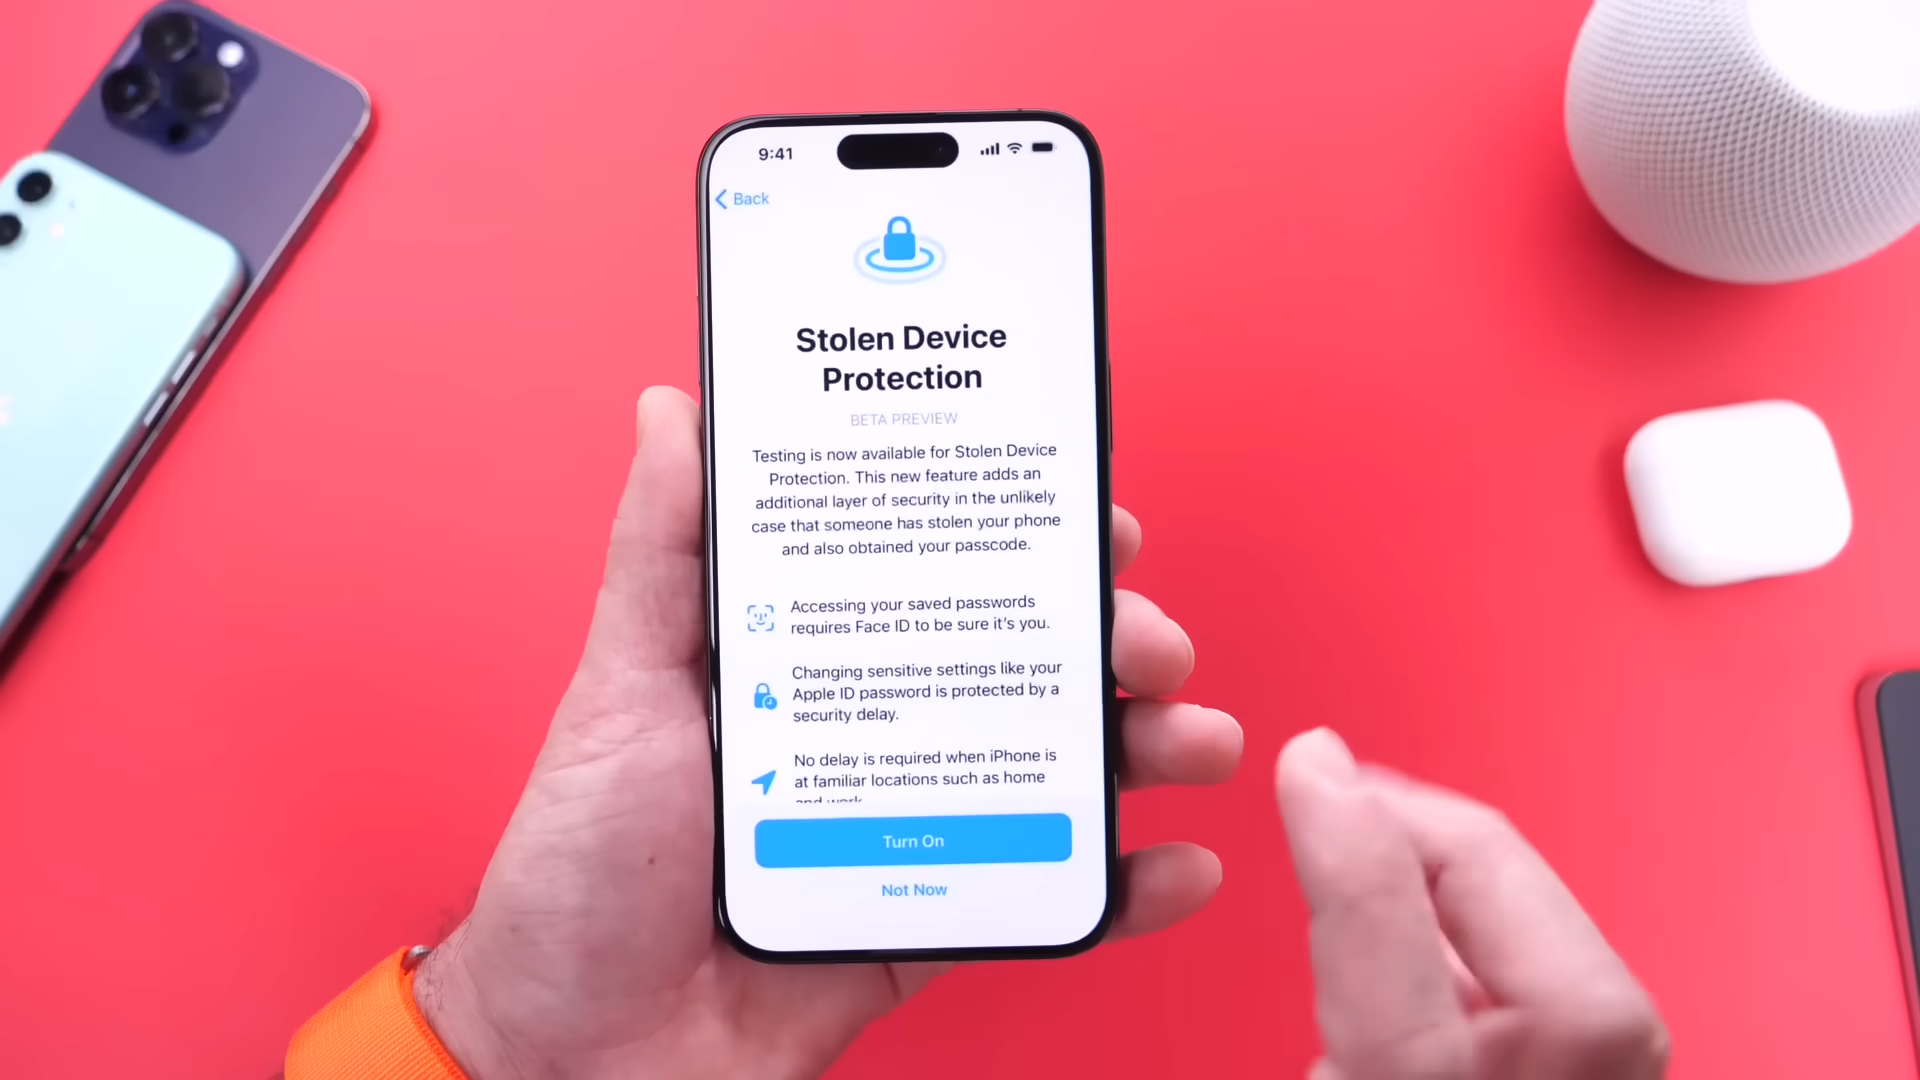 9:41
Back
Stolen Device
Protection
BETA PREVIEW
Testing is now available for Stolen Device
Protection. This new feature adds an
additional layer of security in the unlikely
case that someone has stolen your phone
and also obtained your passcode.
Accessing your saved passwords
requires Face ID to be sure it's you.
Changing sensitive settings like your
Apple ID password is protected by a
security delay.
No delay is required when iPhone is
at familiar locations such as home
and work.
Turn On
Not Now